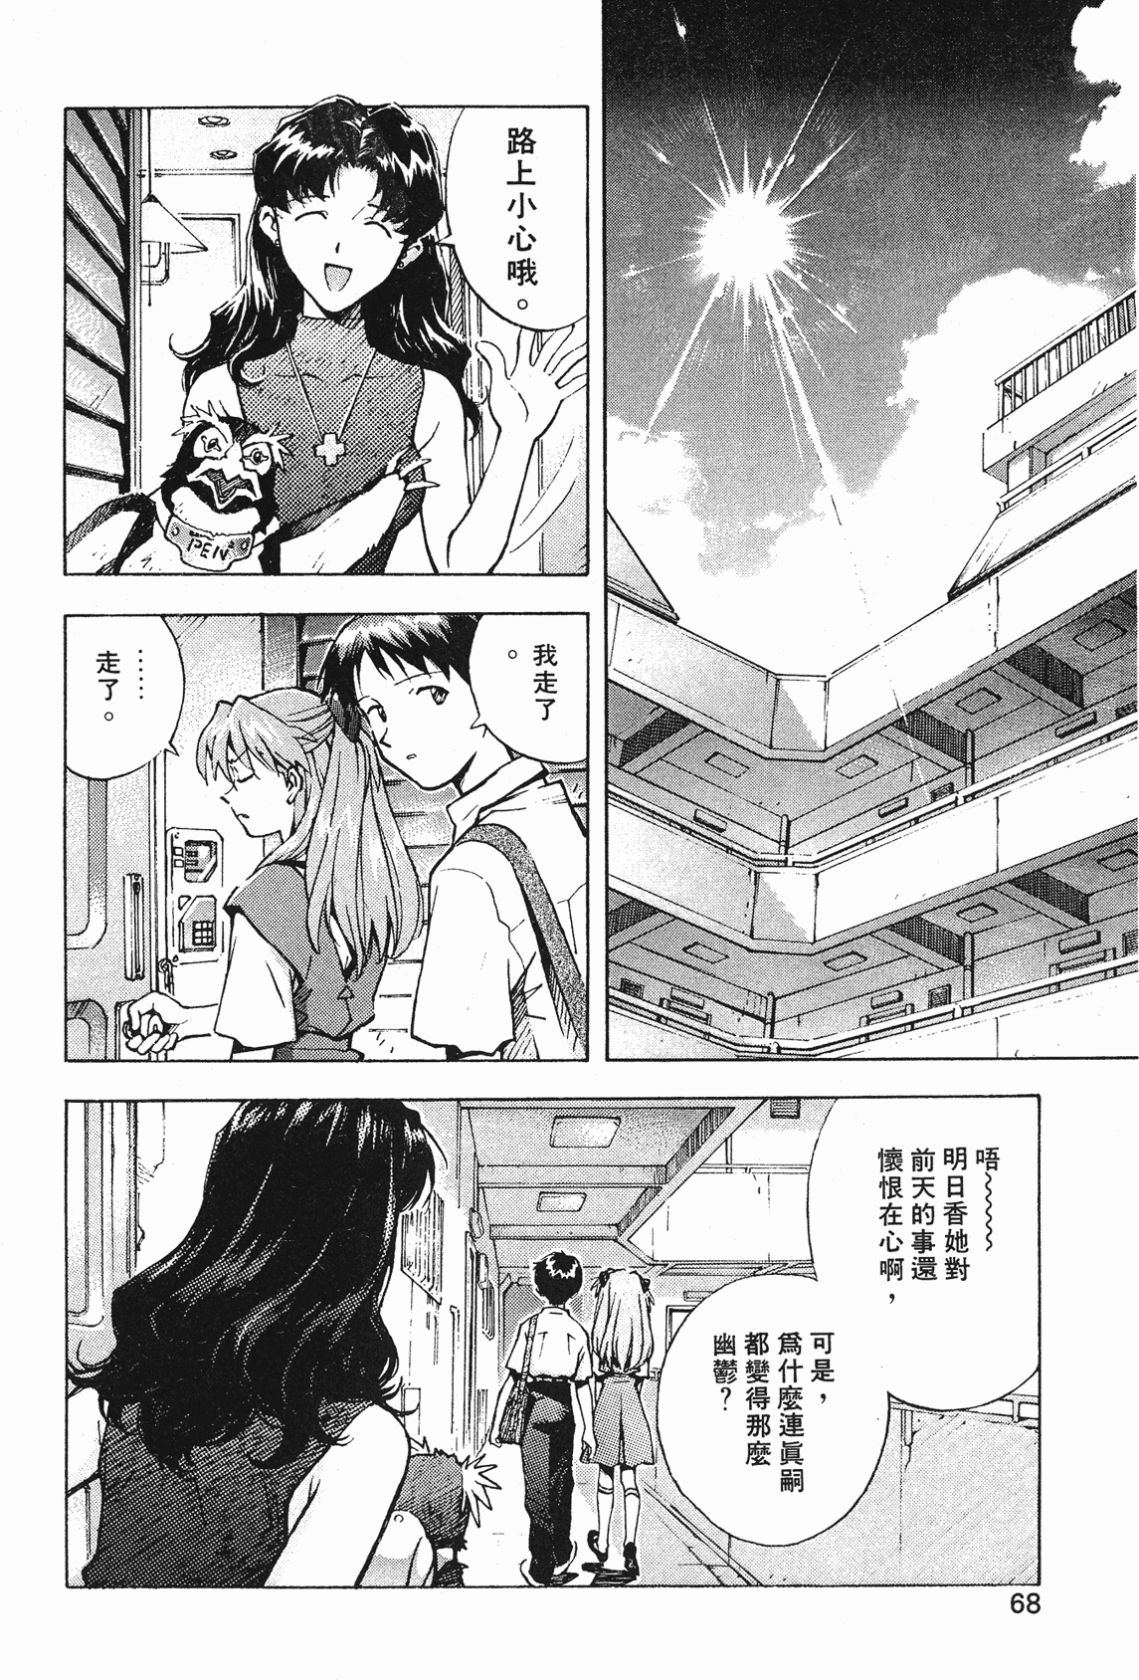 路上小心哦。
PEN²
我走了
。
……
走了。
唔~~~~
明日香她對
前天的事還
懷恨在心啊，
可是，
爲什麼連眞嗣
都變得那麼
幽鬱？
68